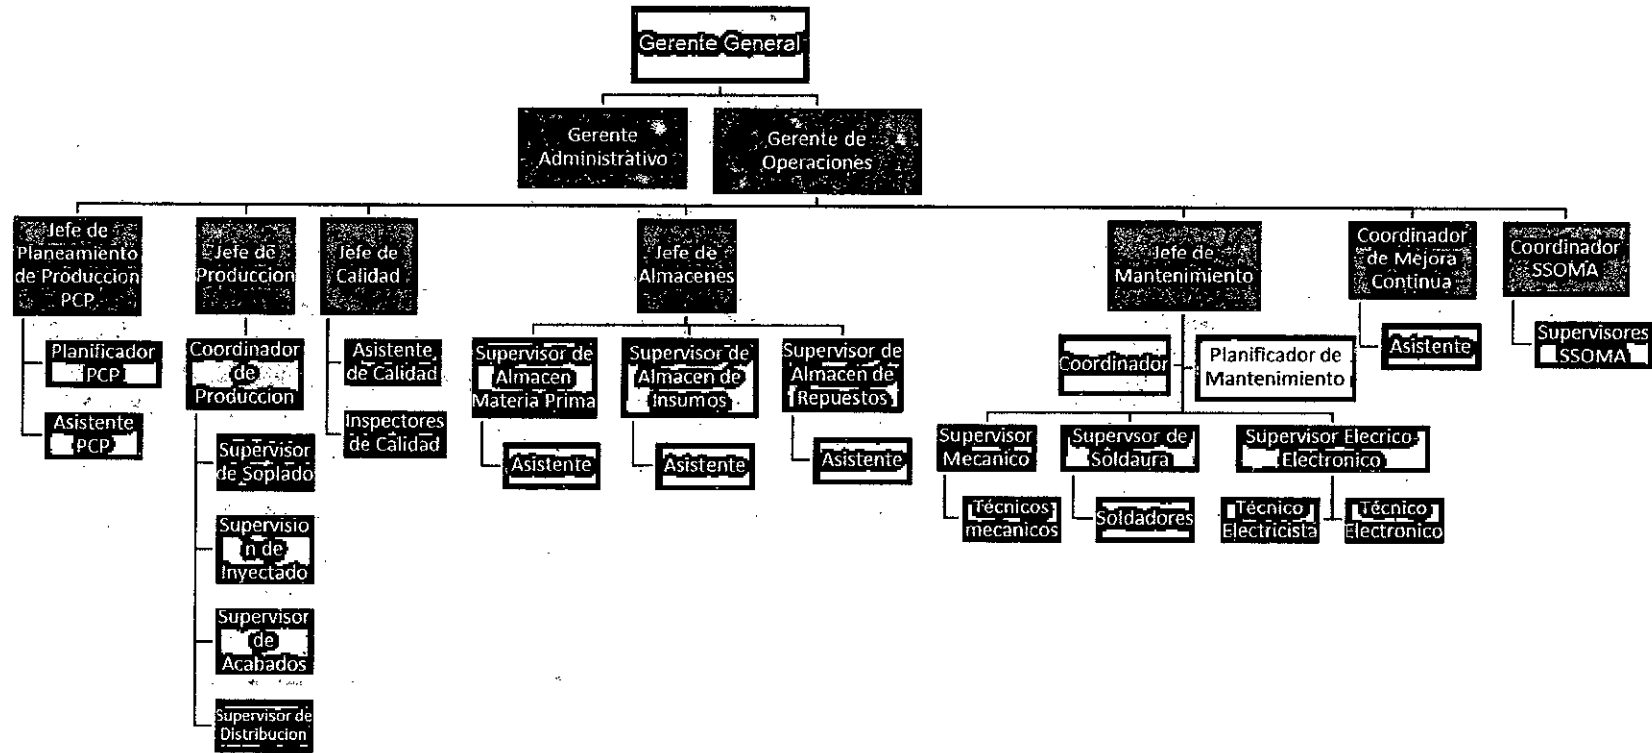 Gerente General
Gerente
Administrativo
Gerente de
Operaciones
Jefe de
Planeamiento
de Produccion
PCP
Jefe de
Produccion
Jefe de
Calidad
Jefe de
Almacenes
Jefe de
Mantenimiento
Coordinador
de Mejora
Continua
Coordinador
SSOMA
Planificador
PCP
Asistente
PCP
Coordinador
de
Produccion
Supervisor
de Soplado
Supervisio
n de
Inyectado
Supervisor
de
Acabados
Supervisor de
Distribucion
Asistente
de Calidad
Inspectores
de Calidad
Supervisor de
Almacen
Materia Prima
Asistente
Supervisor de
Almacen de
Insumos
Asistente
Supervisor de
Almacen de
Repuestos
Asistente
Coordinador
Planificador de
Mantenimiento
Supervisor
Mecanico
Técnicos
mecanicos
Supervsor de
Soldaura
Soldadores
Supervisor Elecrico
Electronico
Técnico
Electricista
Técnico
Electronico
Asistente
Supervisores
SSOMA